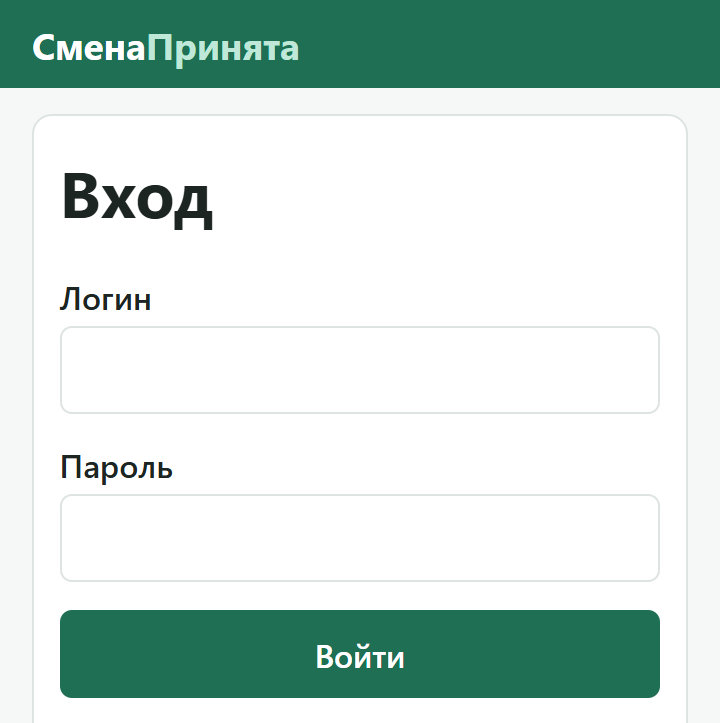 СменаПринята
Вход
Логин
Пароль
Войти